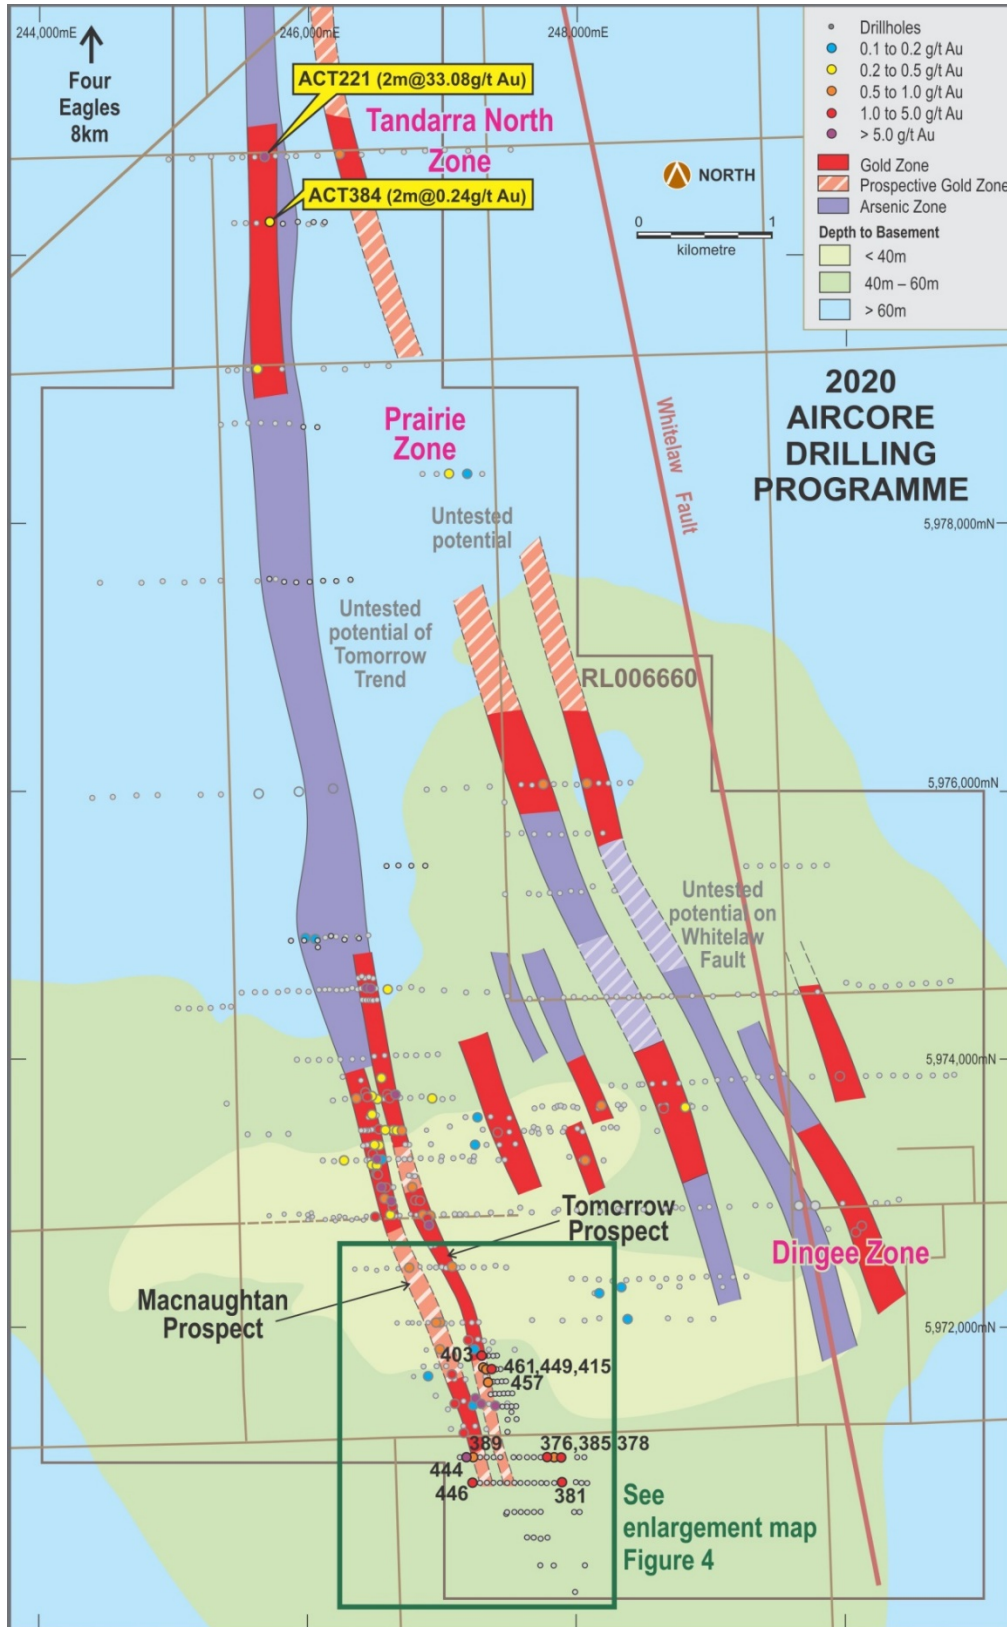 244,000mE
246,000mE
248,000mE
Four
Eagles
8km
ACT221 (2m@33.08g/t Au)
Tandarra North
Zone
ACT384 (2m@0.24g/t Au)
NORTH
0
1
kilometre
Drillholes
0.1 to 0.2 g/t Au
0.2 to 0.5 g/t Au
0.5 to 1.0 g/t Au
1.0 to 5.0 g/t Au
> 5.0 g/t Au
Gold Zone
Prospective Gold Zone
Arsenic Zone
Depth to Basement
< 40m
40m – 60m
> 60m
2020
AIRCORE
DRILLING
PROGRAMME
Whitelaw Fault
Prairie
Zone
Untested
potential
5,978,000mN
Untested
potential of
Tomorrow
Trend
RL006660
5,976,000mN
Untested
potential on
Whitelaw
Fault
5,974,000mN
Tomorrow
Prospect
Dingee Zone
Macnaughtan
Prospect
5,972,000mN
403
461,449,415
457
389
376,385,378
444
446
381
See
enlargement map
Figure 4